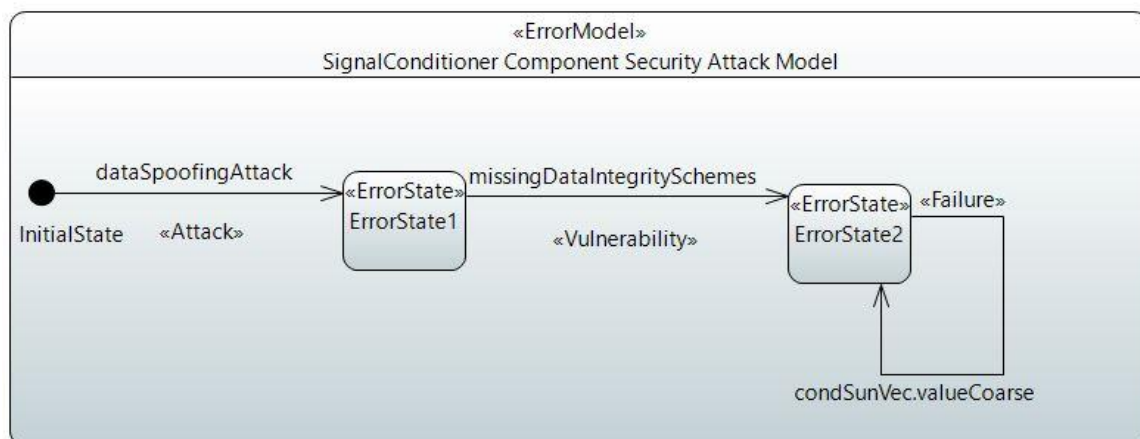 «ErrorModel»
SignalConditioner Component Security Attack Model
dataSpoofingAttack
InitialState
«Attack»
«ErrorState»
ErrorState1
missingDataIntegritySchemes
«Vulnerability»
«ErrorState»
ErrorState2
«Failure»
condSunVec.valueCoarse